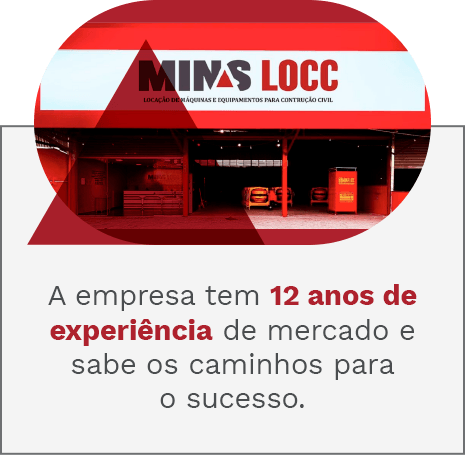 MINAS LOCC
LOCAÇÃO DE MÁQUINAS E EQUIPAMENTOS PARA CONTRUÇÃO CIVIL
A empresa tem 12 anos de
experiência de mercado e
sabe os caminhos para
o sucesso.